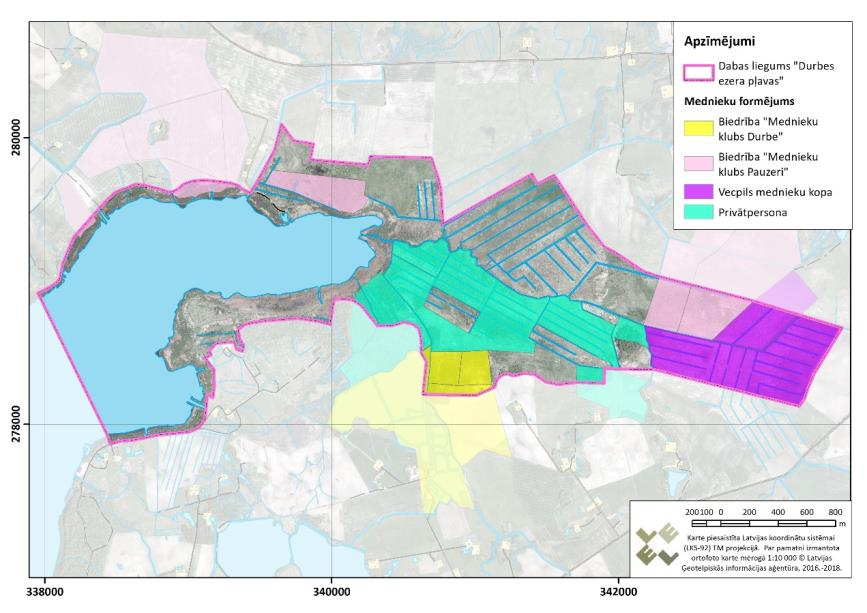 Apzīmējumi
Dabas liegums "Durbes
ezera pļavas"
Mednieku formējums
Biedrība "Mednieku
klubs Durbe"
Biedrība "Mednieku
klubs Pauzeri"
Vecpils mednieku kopa
Privātpersona
280000
278000
200100 0 200 400 600 800
m
Karte piesaistīta Latvijas koordinātu sistēmai
(LKS-92) TM projekcijā. Par pamatni izmantota
ortofoto karte mērogā 1:10 000 © Latvijas
Ģeotelpiskās informācijas aģentūra, 2016.-2018.
338000 340000 342000